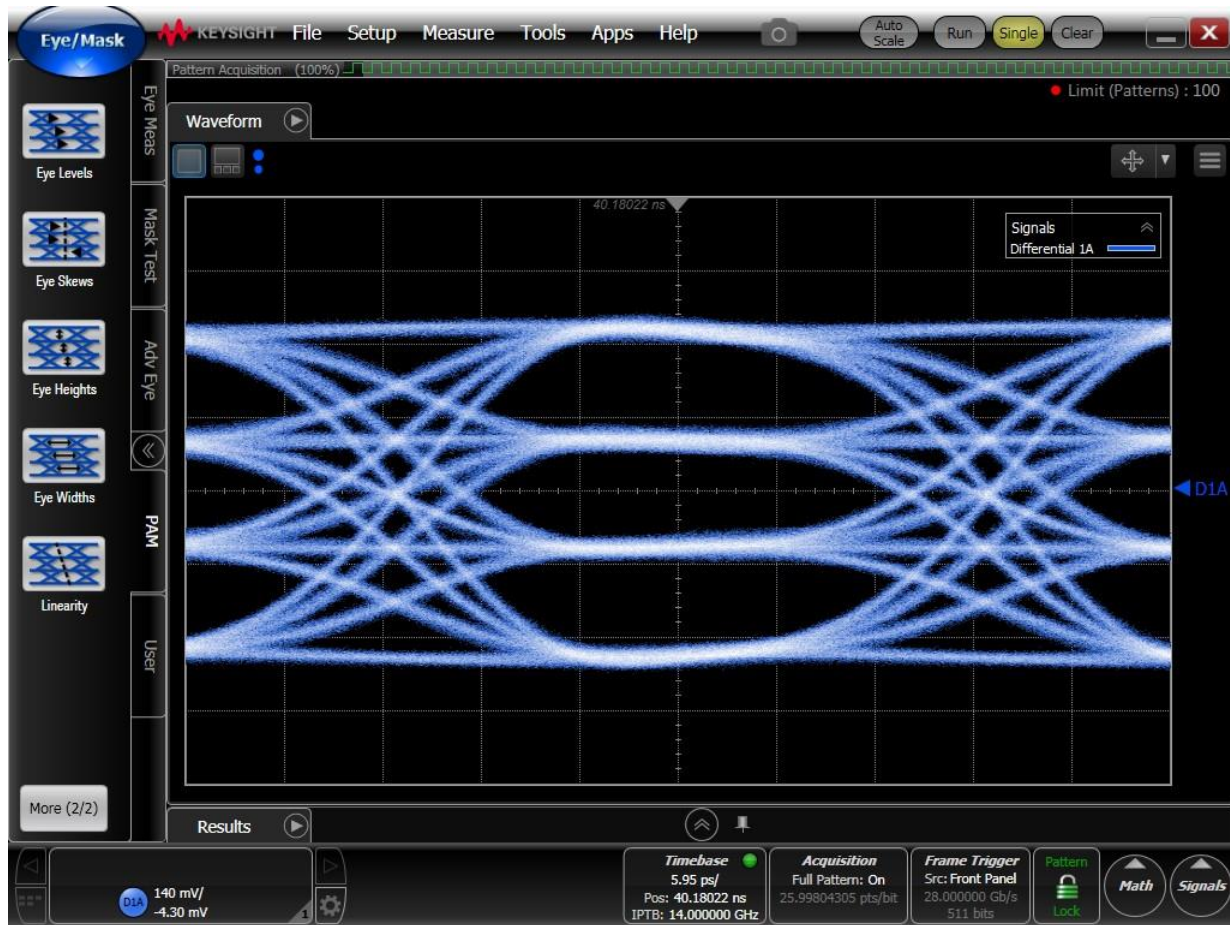 Eye/Mask
KEYSIGHT File Setup Measure Tools Apps Help
Auto Scale
Run
Single
Clear
X
Pattern Acquisition (100%)
Limit (Patterns) : 100
Waveform
Eye Meas
Mask Test
Adv Eye
PAM
User
Eye Levels
Eye Skews
Eye Heights
Eye Widths
Linearity
More (2/2)
40.18022 ns
Signals
Differential 1A
D1A
Results
D1A
140 mV/
-4.30 mV
1
Timebase
5.95 ps/
Pos: 40.18022 ns
IPTB: 14.000000 GHz
Acquisition
Full Pattern: On
25.99804305 pts/bit
Frame Trigger
Src: Front Panel
28.000000 Gb/s
511 bits
Pattern
Lock
Math
Signals